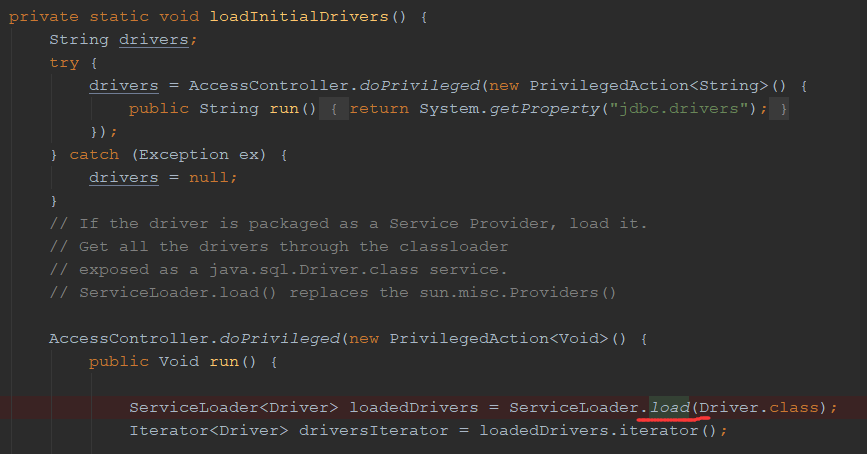 private static void loadInitialDrivers() {
    String drivers;
    try {
        drivers = AccessController.doPrivileged(new PrivilegedAction<String>() {
            public String run() { return System.getProperty("jdbc.drivers"); }
        });
    } catch (Exception ex) {
        drivers = null;
    }
    // If the driver is packaged as a Service Provider, load it.
    // Get all the drivers through the classloader
    // exposed as a java.sql.Driver.class service.
    // ServiceLoader.load() replaces the sun.misc.Providers()
    AccessController.doPrivileged(new PrivilegedAction<Void>() {
        public Void run() {
            ServiceLoader<Driver> loadedDrivers = ServiceLoader.load(Driver.class);
            Iterator<Driver> driversIterator = loadedDrivers.iterator();